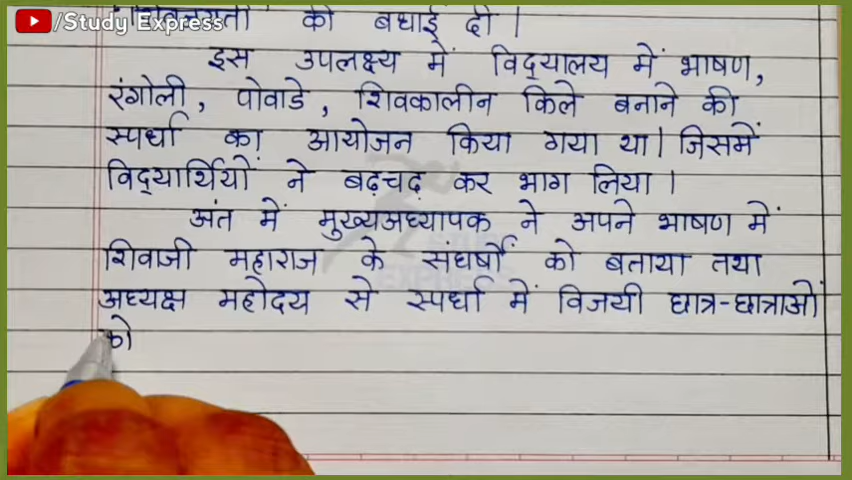 /Study Express
को बधाई दी।
इस उपलक्ष्य में विद्यालय में भाषण,
रंगोली, पोवाडे, शिवकालीन किले बनाने की
स्पर्धा का आयोजन किया गया था। जिसमें
विद्यार्थियों ने बढ़चढ़ कर भाग लिया।
अंत में मुख्यअध्यापक ने अपने भाषण में
शिवाजी महाराज के संघर्षों को बताया तथा
अध्यक्ष महोदय से स्पर्धा में विजयी छात्र-छात्राओं
को